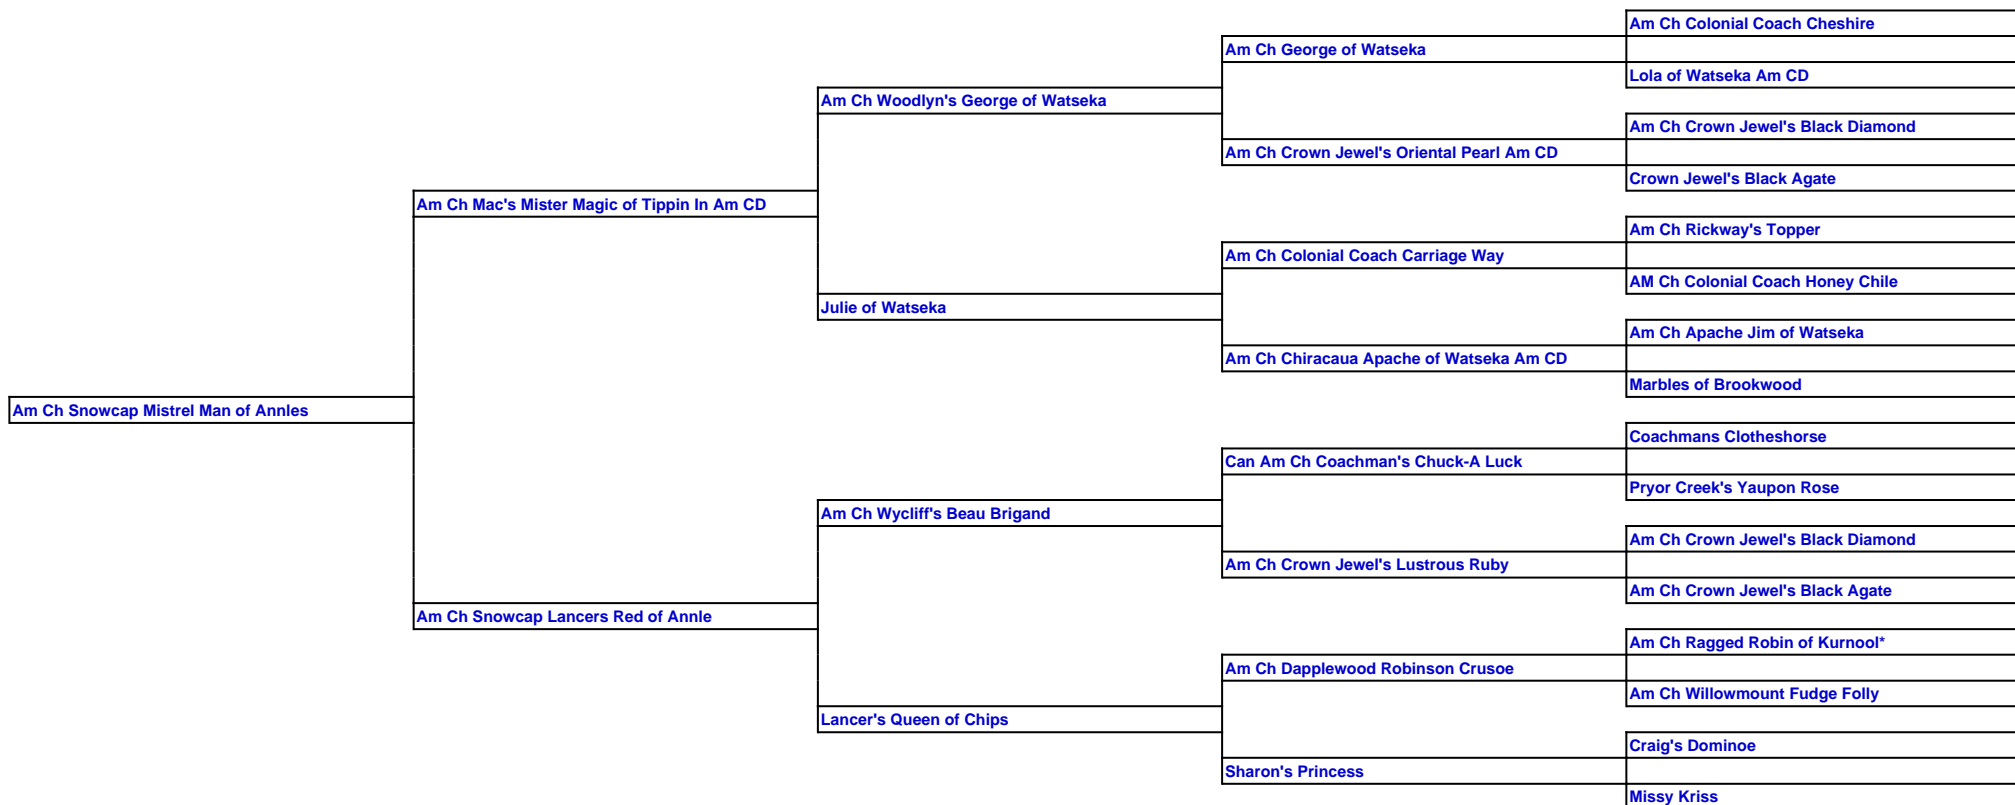 Am Ch Colonial Coach Cheshire
Am Ch George of Watseka
Lola of Watseka Am CD
Am Ch Woodlyn's George of Watseka
Am Ch Crown Jewel's Black Diamond
Am Ch Crown Jewel's Oriental Pearl Am CD
Crown Jewel's Black Agate
Am Ch Mac's Mister Magic of Tippin In Am CD
Am Ch Rickway's Topper
Am Ch Colonial Coach Carriage Way
AM Ch Colonial Coach Honey Chile
Julie of Watseka
Am Ch Apache Jim of Watseka
Am Ch Chiracaua Apache of Watseka Am CD
Marbles of Brookwood
Am Ch Snowcap Mistrel Man of Annles
Coachmans Clotheshorse
Can Am Ch Coachman's Chuck-A Luck
Pryor Creek's Yaupon Rose
Am Ch Wycliff's Beau Brigand
Am Ch Crown Jewel's Black Diamond
Am Ch Crown Jewel's Lustrous Ruby
Am Ch Crown Jewel's Black Agate
Am Ch Snowcap Lancers Red of Annle
Am Ch Ragged Robin of Kurnool*
Am Ch Dapplewood Robinson Crusoe
Am Ch Willowmount Fudge Folly
Lancer's Queen of Chips
Craig's Dominoe
Sharon's Princess
Missy Kriss